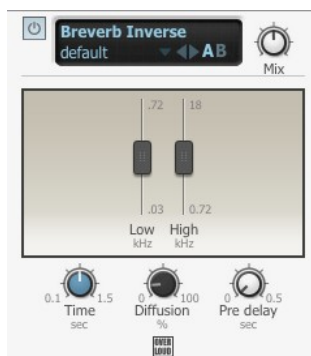 Breverb Inverse
default
AB
Mix
.72 18
.03 0.72
Low High
kHz kHz
0.1 1.5 0 100 0 0.5
Time Diffusion Pre delay
sec % sec
OVER
LOUD